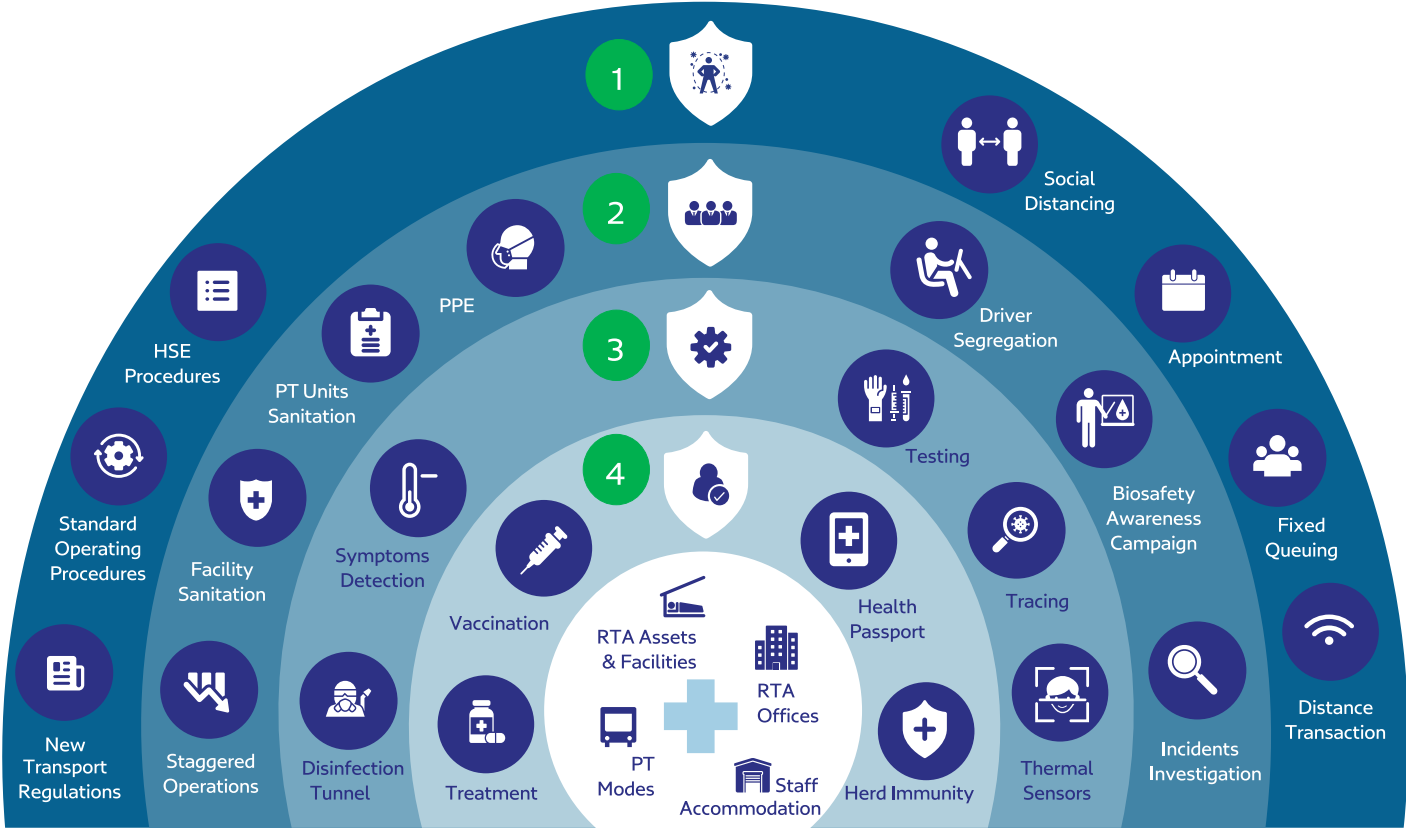 1
Social
Distancing
2
PPE
HSE
Procedures
Driver
Segregation
Appointment
3
PT Units
Sanitation
Testing
4
Standard
Operating
Procedures
Facility
Sanitation
Symptoms
Detection
Biosafety
Awareness
Campaign
Fixed
Queuing
Vaccination
Health
Passport
Tracing
RTA Assets
& Facilities
RTA
Offices
PT
Modes
Staff
Accommodation
New
Transport
Regulations
Staggered
Operations
Disinfection
Tunnel
Treatment
Herd Immunity
Thermal
Sensors
Incidents
Investigation
Distance
Transaction